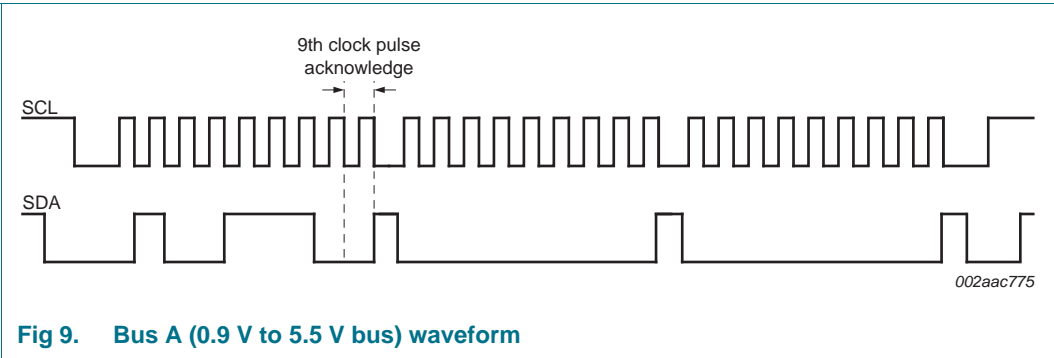 9th clock pulse
acknowledge
SCL
SDA
002aac775
Fig 9. Bus A (0.9 V to 5.5 V bus) waveform